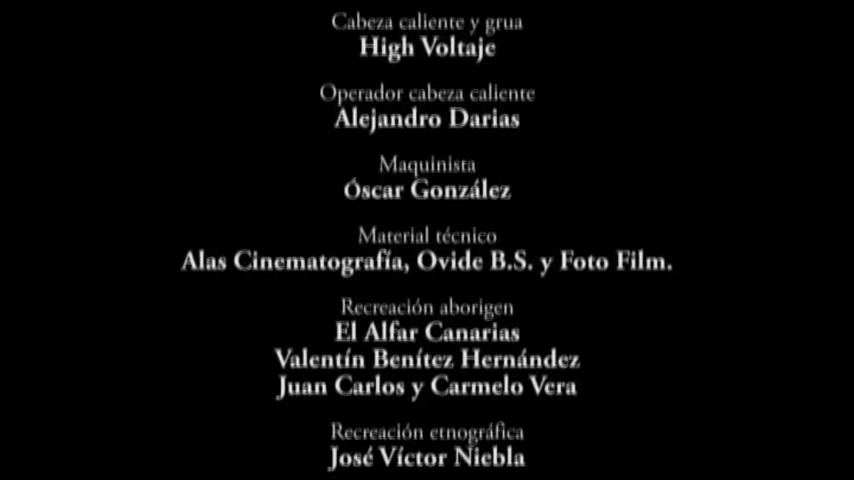 Cabeza caliente y grua
High Voltaje
Operador cabeza caliente
Alejandro Darias
Maquinista
Óscar González
Material técnico
Alas Cinematografía, Ovide B.S. y Foto Film.
Recreación aborigen
El Alfar Canarias
Valentín Benítez Hernández
Juan Carlos y Carmelo Vera
Recreación etnográfica
José Víctor Niebla